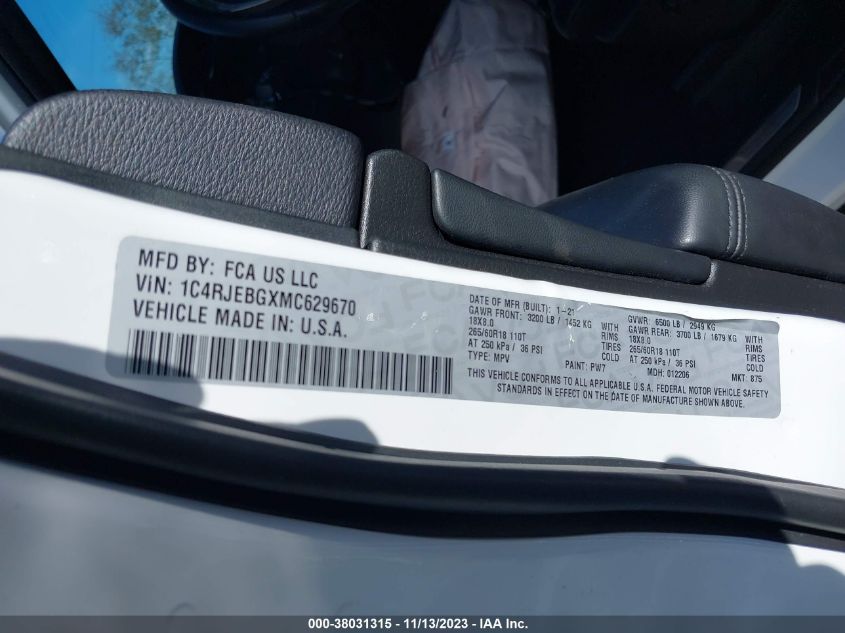 MFD BY: FCA US LLC
VIN: 1C4RJEBGXMC629670
VEHICLE MADE IN: U.S.A.
DATE OF MFR (BUILT): 1-21 GVWR: 6500 LB / 2949 KG
GAWR FRONT: 3200 LB / 1452 KG WITH GAWR REAR: 3700 LB / 1679 KG WITH
18X8.0 RIMS 18X8.0 RIMS
265/60R18 110T TIRES 265/60R18 110T TIRES
AT 250 kPa / 36 PSI COLD AT 250 kPa / 36 PSI COLD
TYPE: MPV PAINT: PW7 MDH: 012206 MKT: 875
THIS VEHICLE CONFORMS TO ALL APPLICABLE U.S.A. FEDERAL MOTOR VEHICLE SAFETY
STANDARDS IN EFFECT ON THE DATE OF MANUFACTURE SHOWN ABOVE.
000-38031315 - 11/13/2023 - IAA Inc.